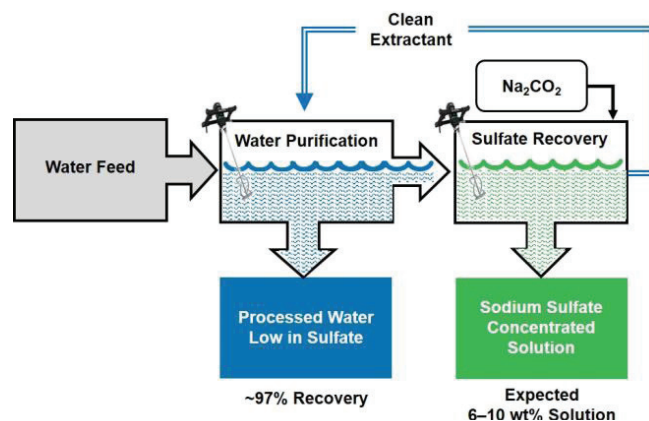 Clean
Extractant
Na₂CO₂
Water Feed
Water Purification
Sulfate Recovery
Processed Water
Low in Sulfate
Sodium Sulfate
Concentrated
Solution
~97% Recovery
Expected
6–10 wt% Solution